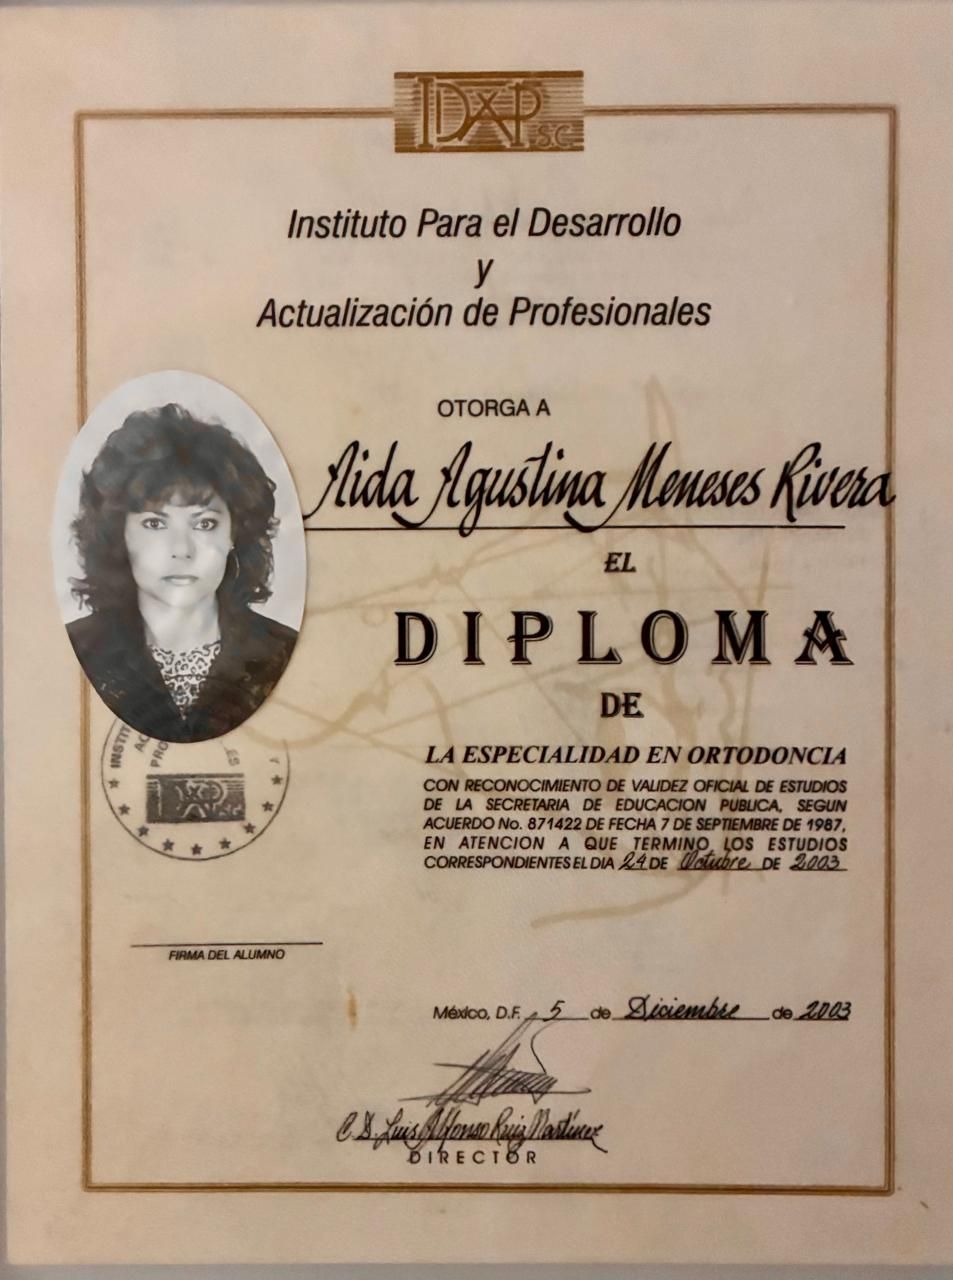 IDAP S.C.
Instituto Para el Desarrollo
y
Actualización de Profesionales
OTORGA A
Aida Agustina Meneses Rivera
EL
DIPLOMA
DE
LA ESPECIALIDAD EN ORTODONCIA
CON RECONOCIMIENTO DE VALIDEZ OFICIAL DE ESTUDIOS
DE LA SECRETARIA DE EDUCACION PUBLICA, SEGUN
ACUERDO No. 871422 DE FECHA 7 DE SEPTIEMBRE DE 1987,
EN ATENCION A QUE TERMINO LOS ESTUDIOS
CORRESPONDIENTES EL DIA 24 DE Octubre DE 2003
FIRMA DEL ALUMNO
México, D.F. 5 de Diciembre de 2003
C.D. Luis Alfonso Ruiz Martínez
DIRECTOR